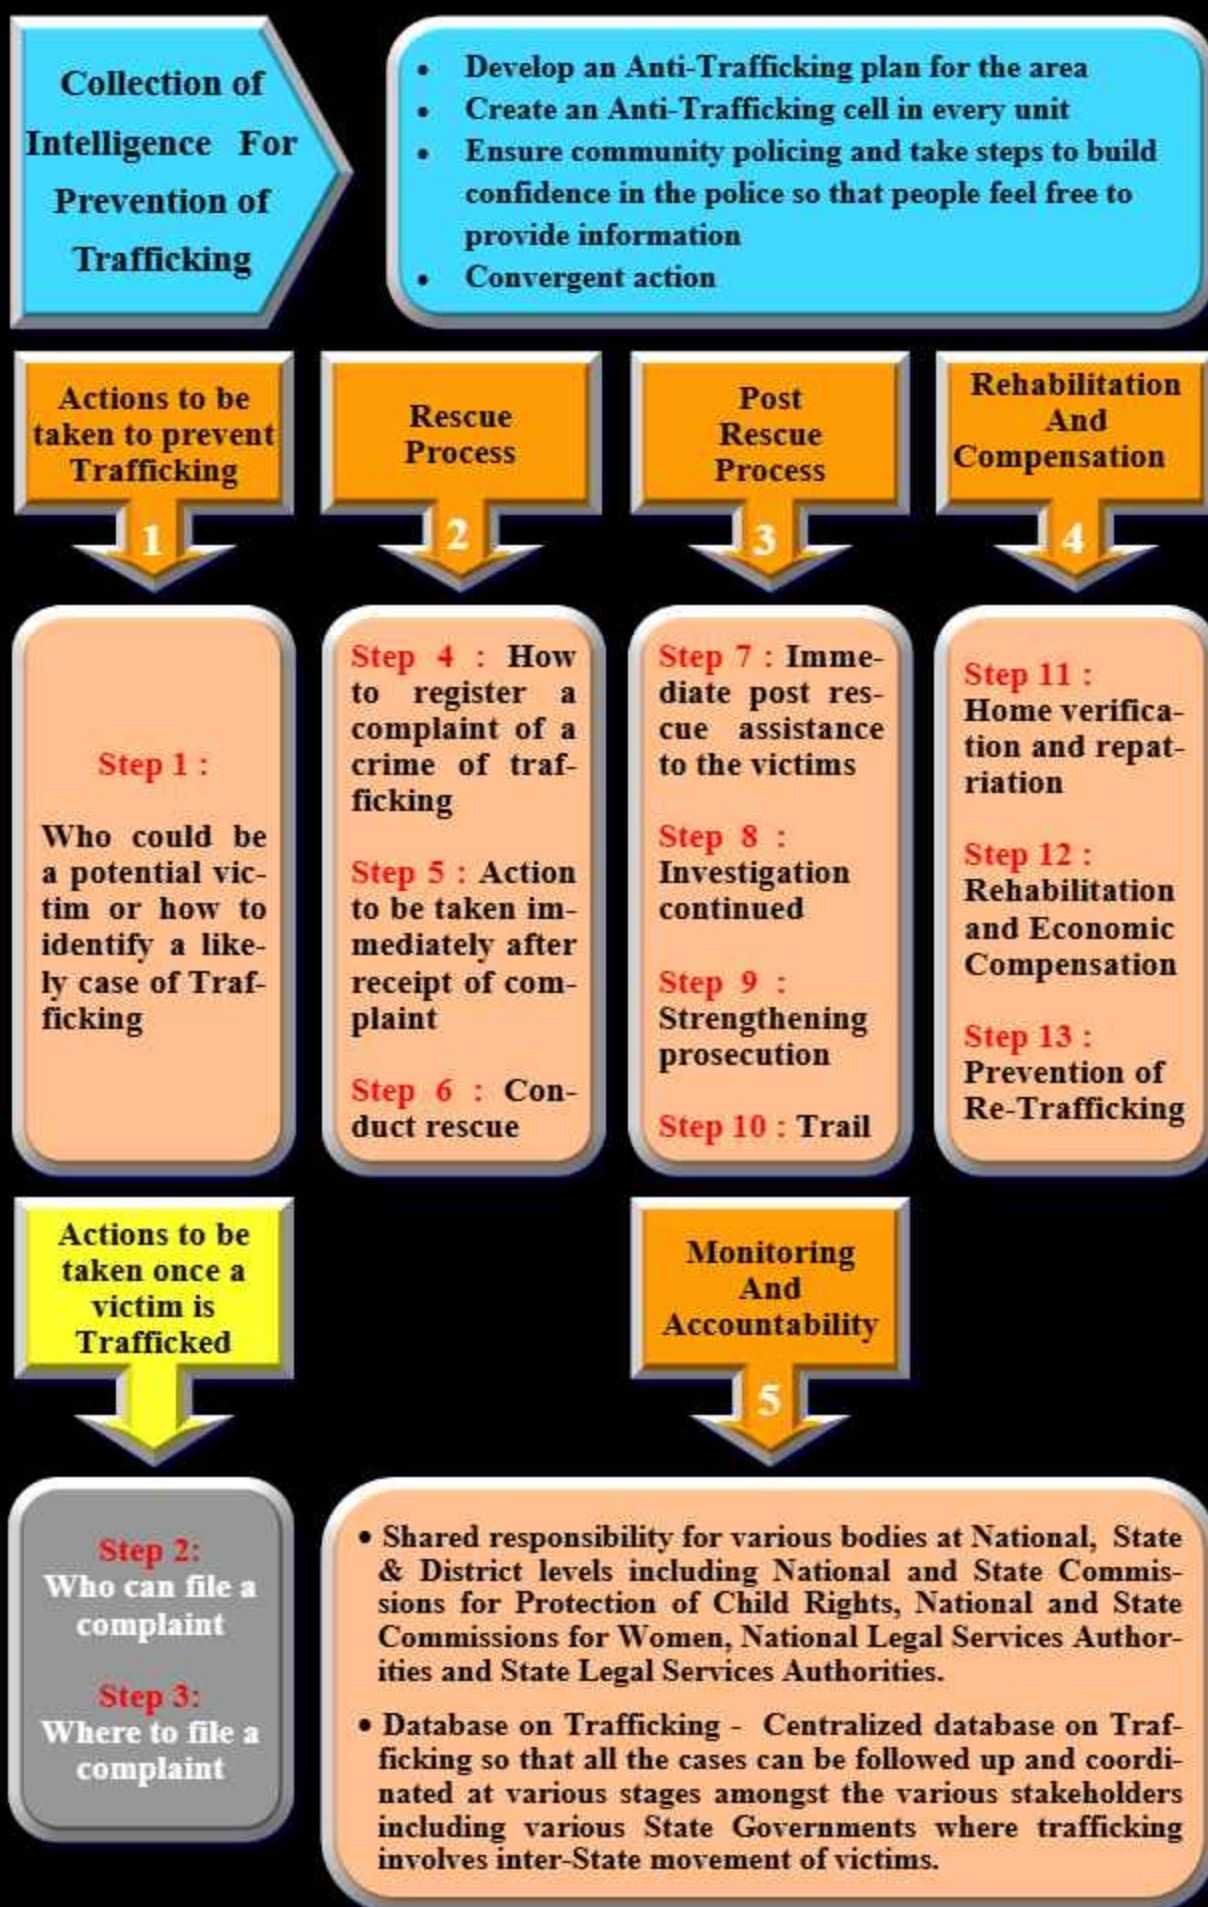 Collection of
Intelligence For
Prevention of
Trafficking
• Develop an Anti-Trafficking plan for the area
• Create an Anti-Trafficking cell in every unit
• Ensure community policing and take steps to build
confidence in the police so that people feel free to
provide information
• Convergent action
Actions to be
taken to prevent
Trafficking
1
Rescue
Process
2
Post
Rescue
Process
3
Rehabilitation
And
Compensation
4
Step 1 :
Who could be
a potential vic-
tim or how to
identify a like-
ly case of Traf-
ficking
Step 4 : How
to register a
complaint of a
crime of traf-
ficking
Step 5 : Action
to be taken im-
mediately after
receipt of com-
plaint
Step 6 : Con-
duct rescue
Step 7 : Imme-
diate post res-
cue assistance
to the victims
Step 8 :
Investigation
continued
Step 9 :
Strengthening
prosecution
Step 10 : Trail
Step 11 :
Home verifica-
tion and repat-
riation
Step 12 :
Rehabilitation
and Economic
Compensation
Step 13 :
Prevention of
Re-Trafficking
Actions to be
taken once a
victim is
Trafficked
Step 2:
Who can file a
complaint
Step 3:
Where to file a
complaint
Monitoring
And
Accountability
5
• Shared responsibility for various bodies at National, State
& District levels including National and State Commis-
sions for Protection of Child Rights, National and State
Commissions for Women, National Legal Services Author-
ities and State Legal Services Authorities.
• Database on Trafficking - Centralized database on Traf-
ficking so that all the cases can be followed up and coordi-
nated at various stages amongst the various stakeholders
including various State Governments where trafficking
involves inter-State movement of victims.